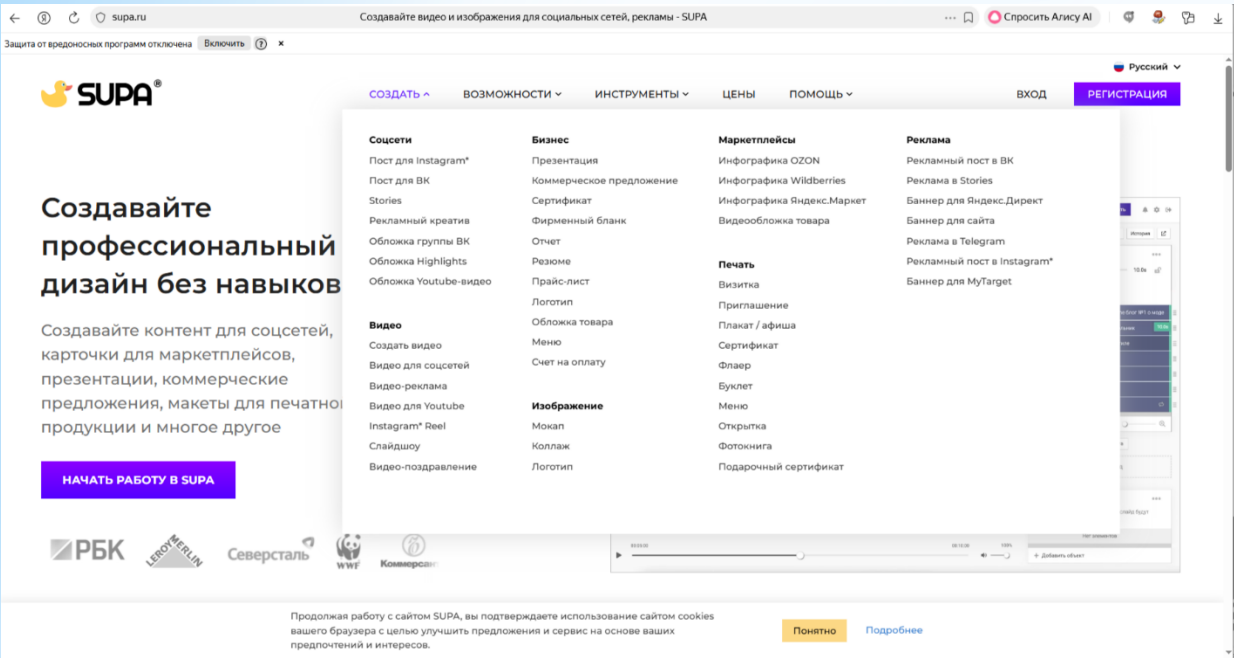 supa.ru
Создавайте видео и изображения для социальных сетей, рекламы - SUPA
Спросить Алису AI
Защита от вредоносных программ отключена
Включить
Русский
SUPA®
СОЗДАТЬ
ВОЗМОЖНОСТИ
ИНСТРУМЕНТЫ
ЦЕНЫ
ПОМОЩЬ
ВХОД
РЕГИСТРАЦИЯ
Соцсети
Пост для Instagram*
Пост для ВК
Stories
Рекламный креатив
Обложка группы ВК
Обложка Highlights
Обложка Youtube-видео
Видео
Создать видео
Видео для соцсетей
Видео-реклама
Видео для Youtube
Instagram* Reel
Слайдшоу
Видео-поздравление
Бизнес
Презентация
Коммерческое предложение
Сертификат
Фирменный бланк
Отчет
Резюме
Прайс-лист
Логотип
Обложка товара
Меню
Счет на оплату
Изображение
Мокап
Коллаж
Логотип
Маркетплейсы
Инфографика OZON
Инфографика Wildberries
Инфографика Яндекс.Маркет
Видеообложка товара
Печать
Визитка
Приглашение
Плакат / афиша
Сертификат
Флаер
Буклет
Меню
Открытка
Фотокнига
Подарочный сертификат
Реклама
Рекламный пост в ВК
Реклама в Stories
Баннер для Яндекс.Директ
Баннер для сайта
Реклама в Telegram
Рекламный пост в Instagram*
Баннер для MyTarget
Создавайте
профессиональный
дизайн без навыков
Создавайте контент для соцсетей,
карточки для маркетплейсов,
презентации, коммерческие
предложения, макеты для печатно
продукции и многое другое
НАЧАТЬ РАБОТУ В SUPA
РБК
LEROY MERLIN
Северсталь
WWF
Коммерсан
История
10.0s
100%
+ Добавить объект
Продолжая работу с сайтом SUPA, вы подтверждаете использование сайтом cookies
вашего браузера с целью улучшить предложения и сервис на основе ваших
предпочтений и интересов.
Понятно
Подробнее